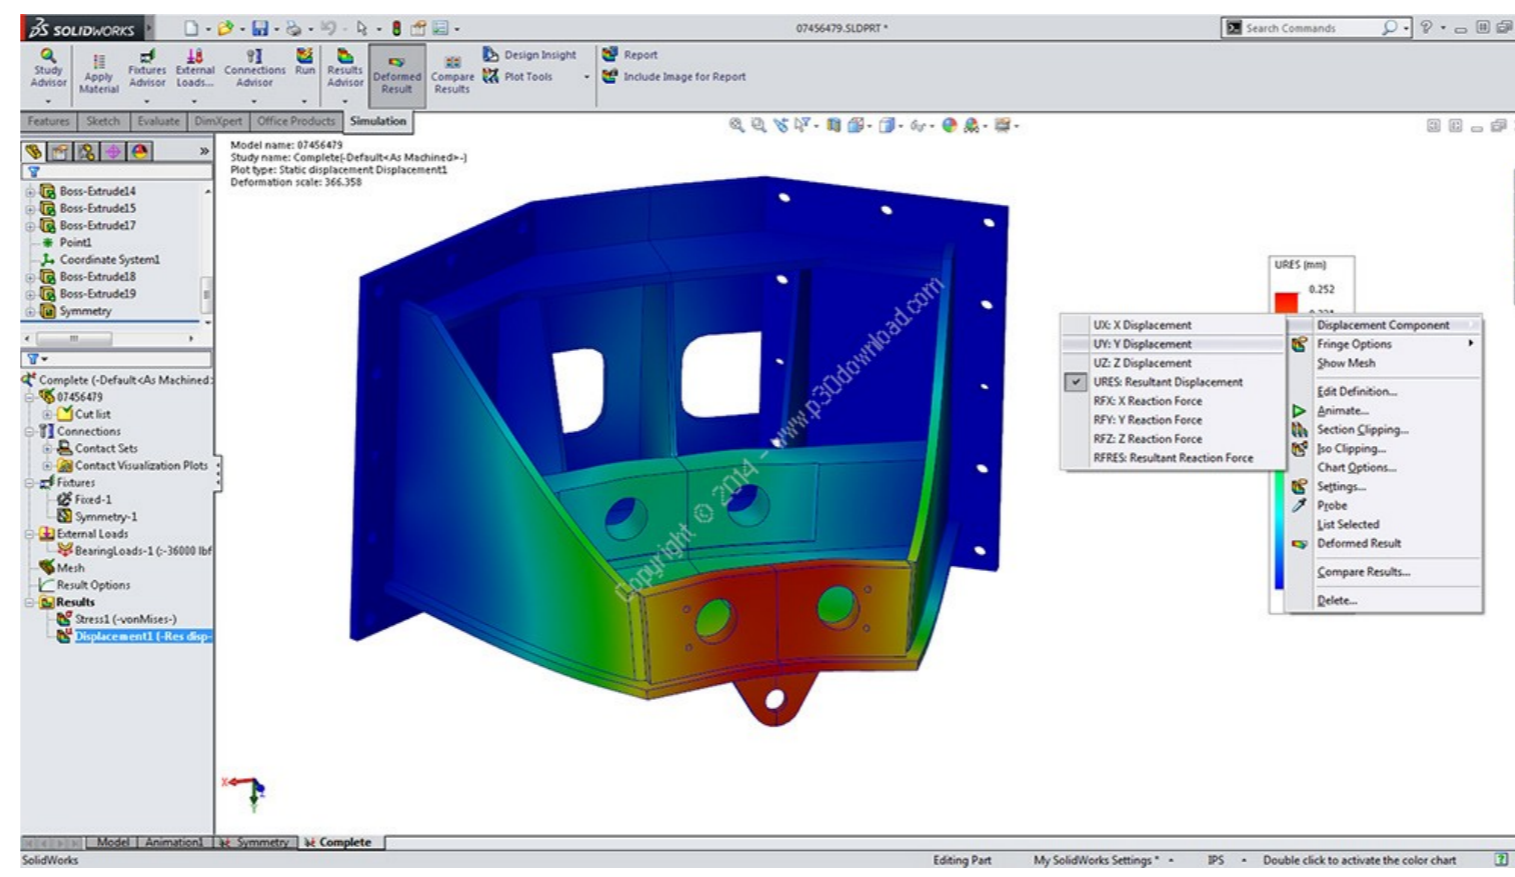 SOLIDWORKS
07456479.SLDPRT *
Search Commands
Study Advisor
Apply Material
Fixtures Advisor
External Loads...
Connections Advisor
Run
Results Advisor
Deformed Result
Compare Results
Design Insight
Plot Tools
Report
Include Image for Report
Features
Sketch
Evaluate
DimXpert
Office Products
Simulation
Model name: 07456479
Study name: Complete(-Default<As Machined>-)
Plot type: Static displacement Displacement1
Deformation scale: 366.358
Boss-Extrude14
Boss-Extrude15
Boss-Extrude17
Point1
Coordinate System1
Boss-Extrude18
Boss-Extrude19
Symmetry
Complete (-Default<As Machined>
07456479
Cut list
Connections
Contact Sets
Contact Visualization Plots
Fixtures
Fixed-1
Symmetry-1
External Loads
BearingLoads-1 (:-36000 lbf
Mesh
Result Options
Results
Stress1 (-vonMises-)
Displacement1 (-Res disp-
URES (mm)
0.252
UX: X Displacement
UY: Y Displacement
UZ: Z Displacement
URES: Resultant Displacement
RFX: X Reaction Force
RFY: Y Reaction Force
RFZ: Z Reaction Force
RFRES: Resultant Reaction Force
Displacement Component
Fringe Options
Show Mesh
Edit Definition...
Animate...
Section Clipping...
Iso Clipping...
Chart Options...
Settings...
Probe
List Selected
Deformed Result
Compare Results...
Delete...
Copyright © 2014 - www.p30download.com
X
Y
Model
Animation1
Symmetry
Complete
SolidWorks
Editing Part
My SolidWorks Settings *
IPS
Double click to activate the color chart